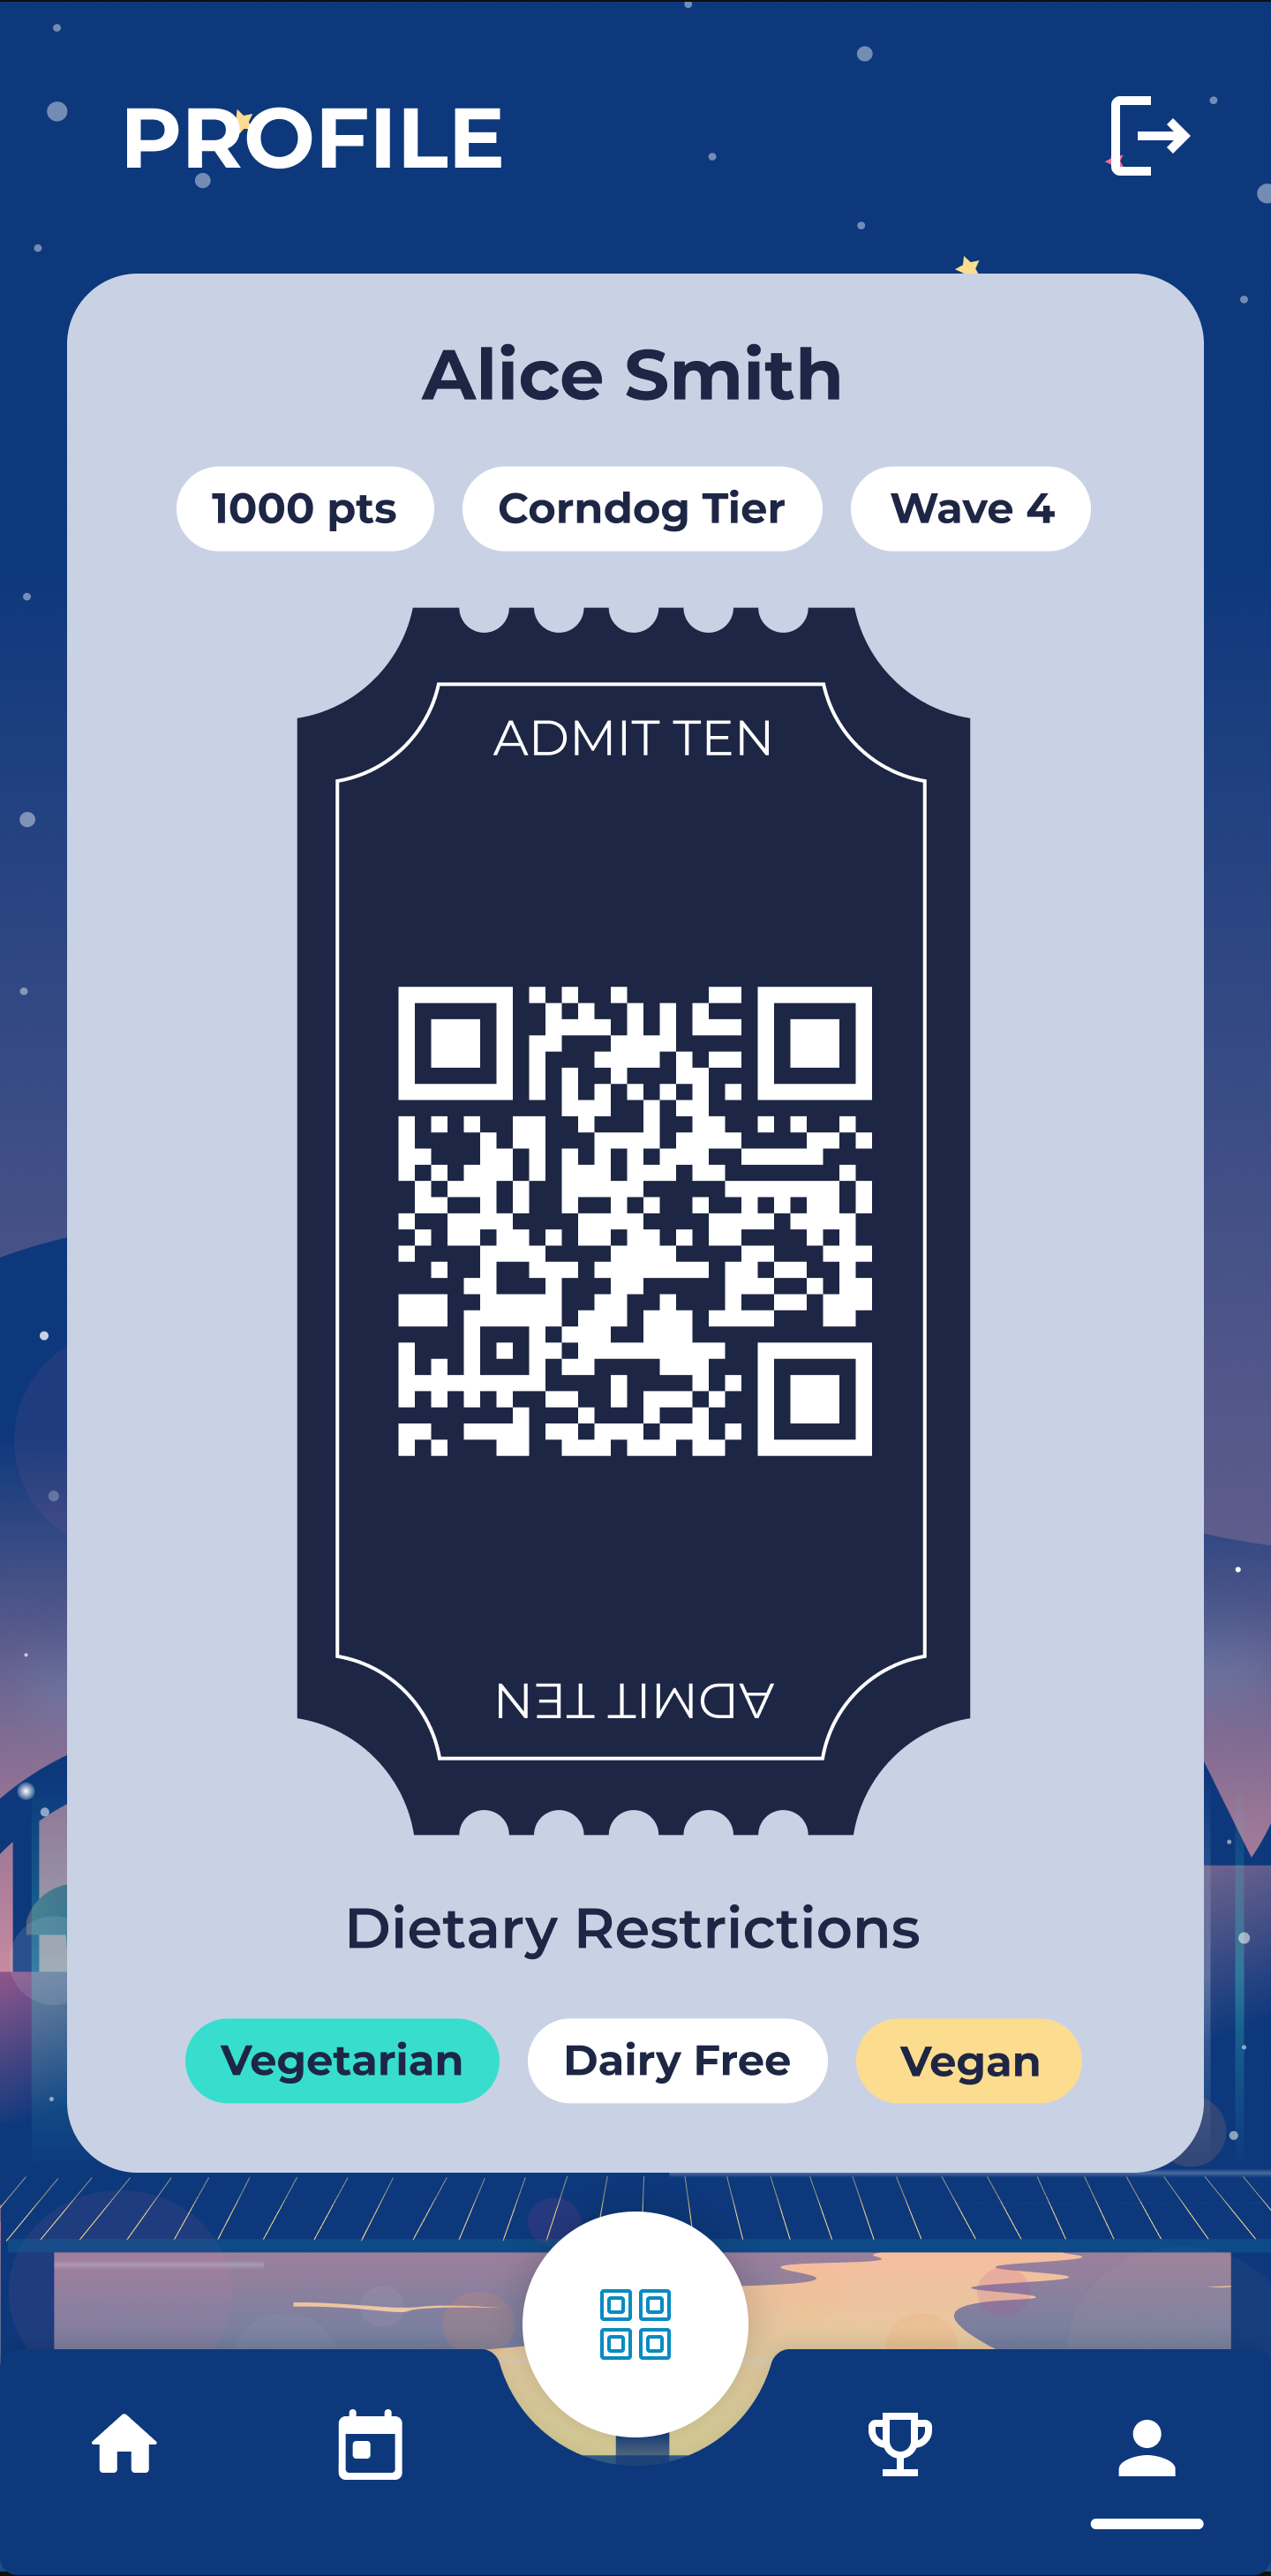 PROFILE
Alice Smith
1000 pts
Corndog Tier
Wave 4
ADMIT TEN
ADMIT TEN
Dietary Restrictions
Vegetarian
Dairy Free
Vegan